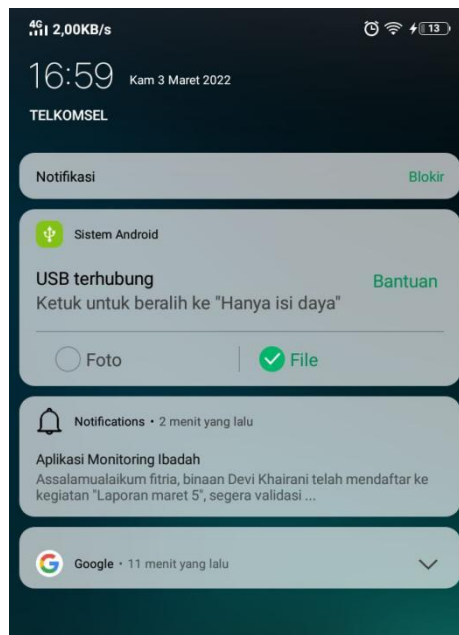 4G 2,00KB/s 13
16:59 Kam 3 Maret 2022
TELKOMSEL
Notifikasi Blokir
Sistem Android
USB terhubung Bantuan
Ketuk untuk beralih ke "Hanya isi daya"
Foto File
Notifications • 2 menit yang lalu
Aplikasi Monitoring Ibadah
Assalamualaikum fitria, binaan Devi Khairani telah mendaftar ke
kegiatan "Laporan maret 5", segera validasi ...
Google • 11 menit yang lalu